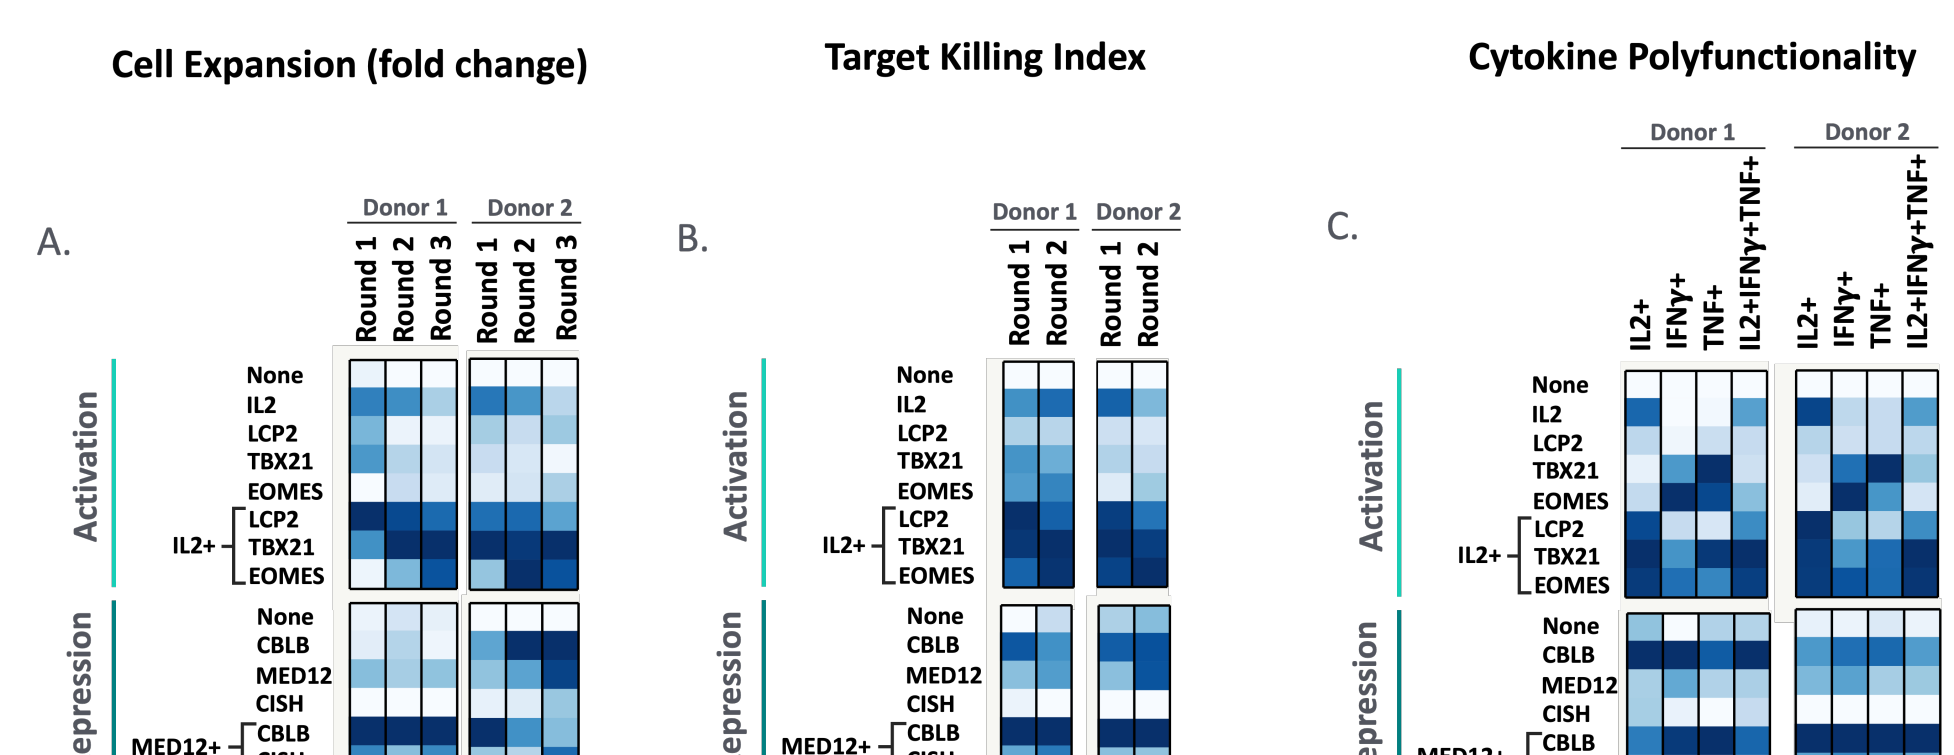 Cell Expansion (fold change)
Target Killing Index
Cytokine Polyfunctionality
A.
Donor 1
Donor 2
Round 1
Round 2
Round 3
Round 1
Round 2
Round 3
Activation
None
IL2
LCP2
TBX21
EOMES
IL2+
LCP2
TBX21
EOMES
epression
None
CBLB
MED12
CISH
MED12+
CBLB
B.
Donor 1
Donor 2
Round 1
Round 2
Round 1
Round 2
Activation
None
IL2
LCP2
TBX21
EOMES
IL2+
LCP2
TBX21
EOMES
epression
None
CBLB
MED12
CISH
MED12+
CBLB
C.
Donor 1
Donor 2
IL2+
IFNγ+
TNF+
IL2+IFNγ+TNF+
IL2+
IFNγ+
TNF+
IL2+IFNγ+TNF+
Activation
None
IL2
LCP2
TBX21
EOMES
IL2+
LCP2
TBX21
EOMES
epression
None
CBLB
MED12
CISH
MED12+
CBLB